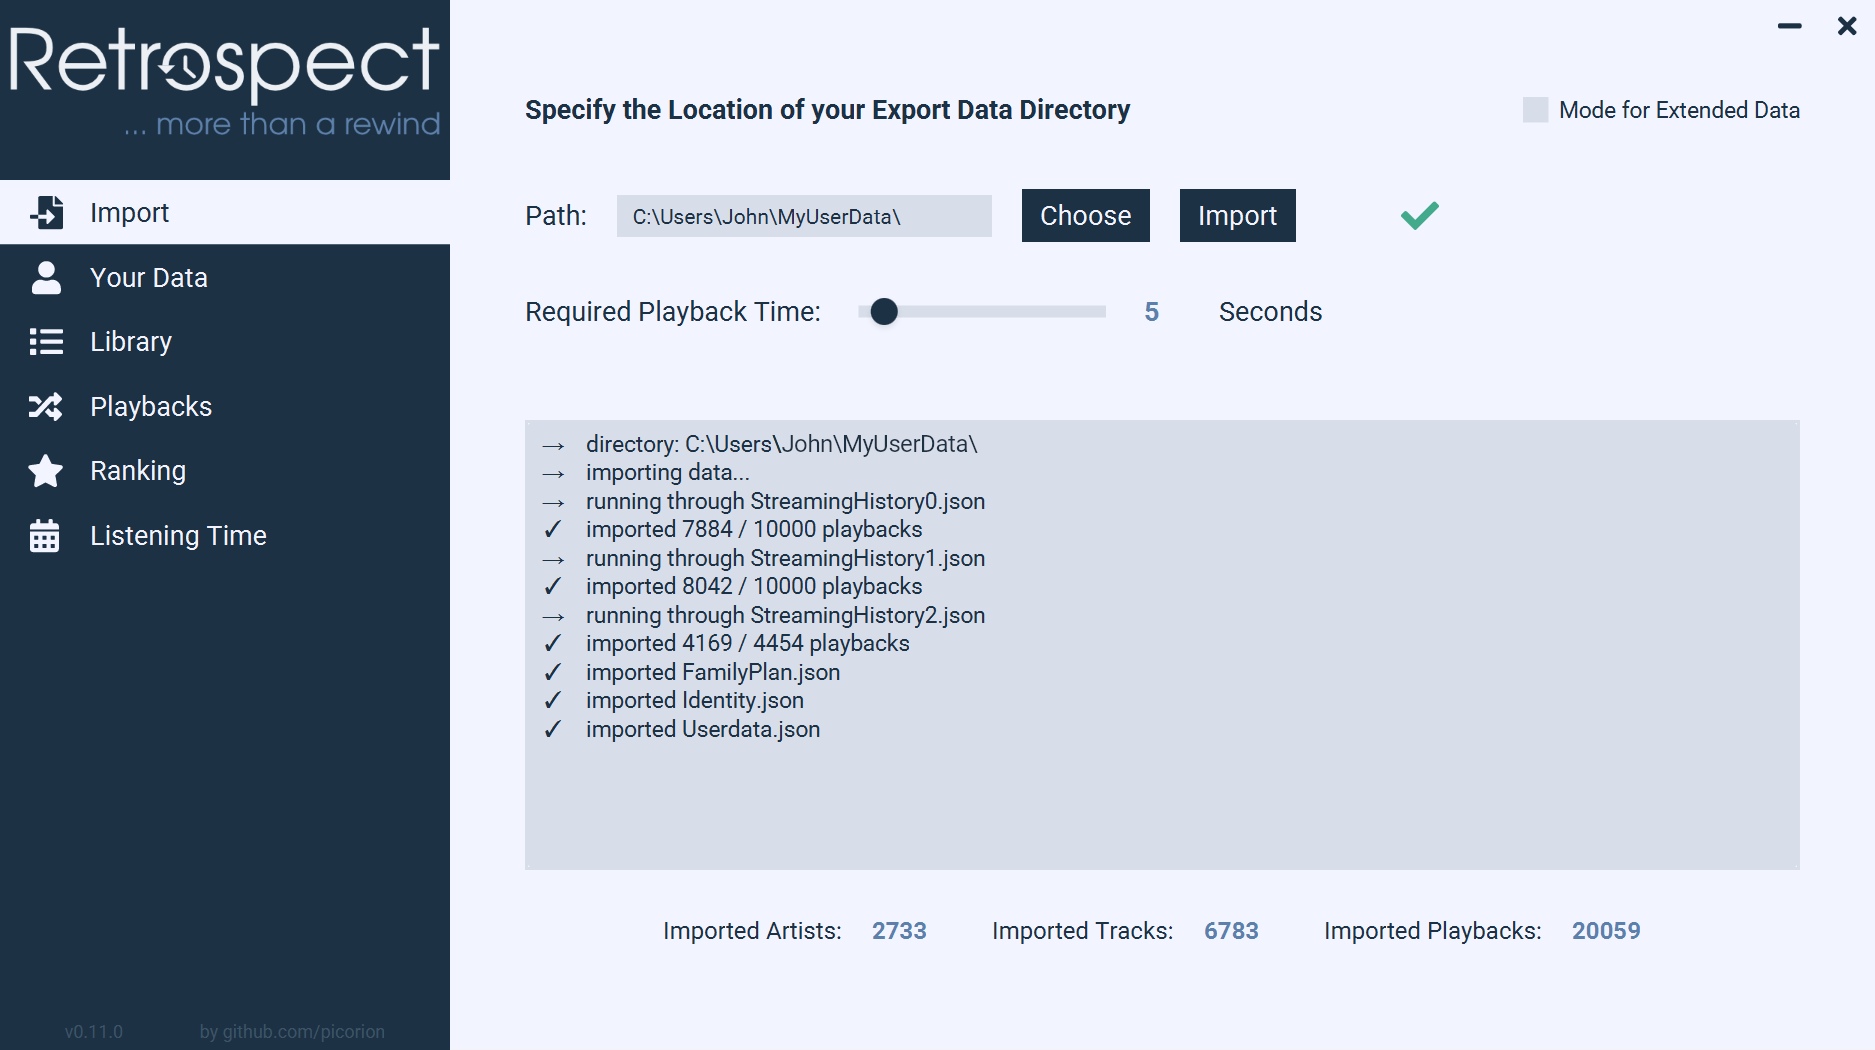 Retrospect
... more than a rewind
Import
Your Data
Library
Playbacks
Ranking
Listening Time
v0.11.0 by github.com/picorion
Specify the Location of your Export Data Directory
Mode for Extended Data
Path: C:\Users\John\MyUserData\ Choose Import
Required Playback Time: 5 Seconds
→ directory: C:\Users\John\MyUserData\
→ importing data...
→ running through StreamingHistory0.json
✓ imported 7884 / 10000 playbacks
→ running through StreamingHistory1.json
✓ imported 8042 / 10000 playbacks
→ running through StreamingHistory2.json
✓ imported 4169 / 4454 playbacks
✓ imported FamilyPlan.json
✓ imported Identity.json
✓ imported Userdata.json
Imported Artists: 2733 Imported Tracks: 6783 Imported Playbacks: 20059